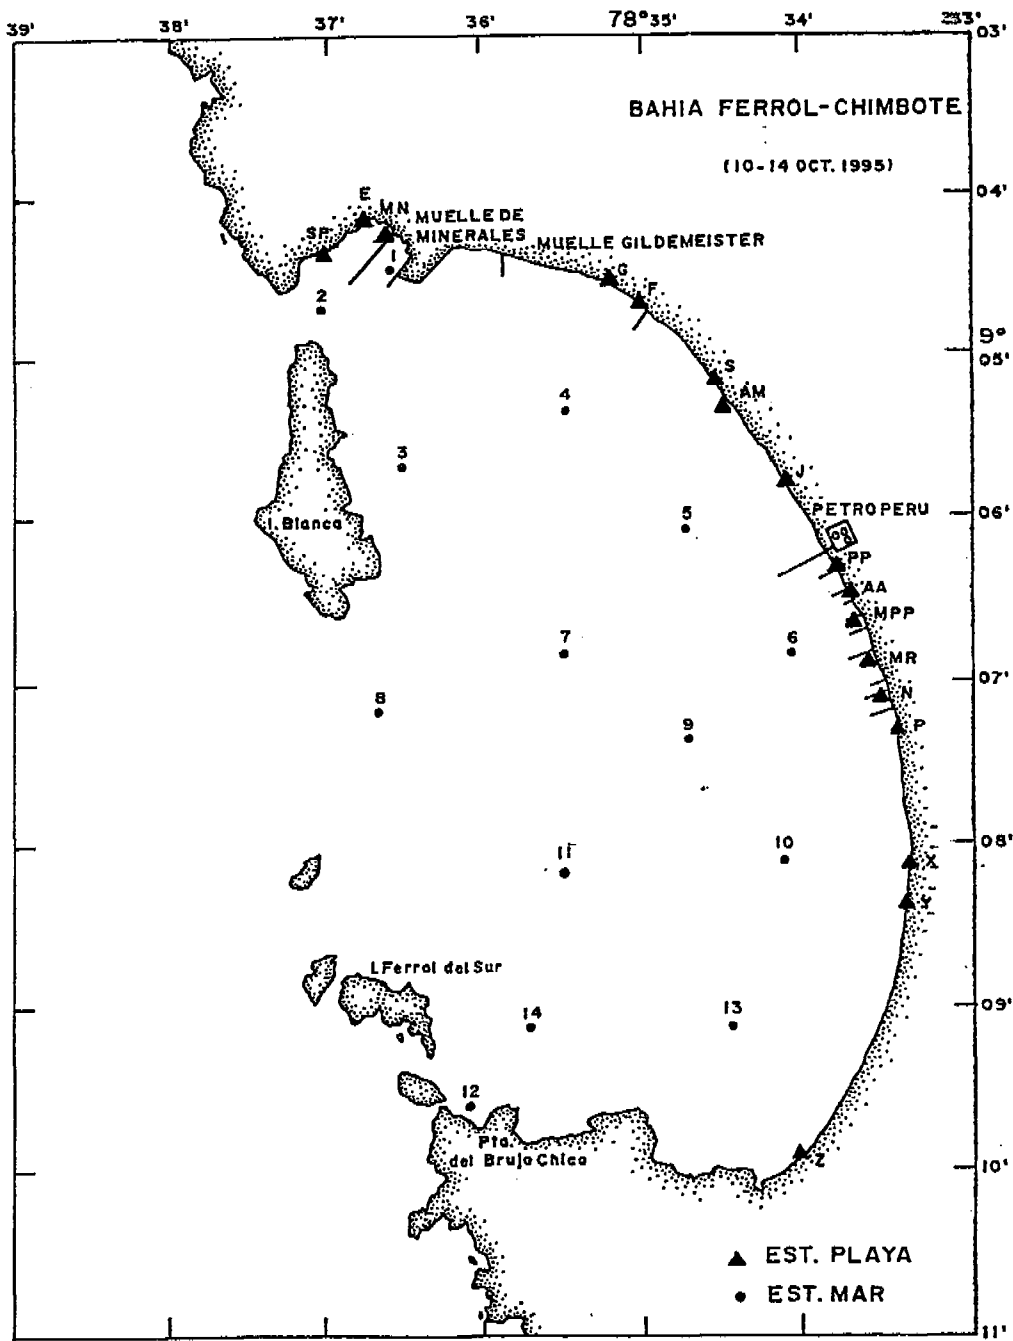 39' 38' 37' 36' 78°35' 34' 33'
03'
BAHIA FERROL-CHIMBOTE
(10-14 OCT. 1995)
04'
E
MN
MUELLE DE
MINERALES
SP
MUELLE GILDEMEISTER
1
G
2
F
9°
05'
S
AM
4
3
J
I. Blanca
5
PETROPERU
06'
PP
AA
MPP
7
6
MR
07'
8
N
9
P
08'
11
10
X
Y
I. Ferrol del Sur
09'
14
13
12
Pta.
del Brujo Chico
Z
10'
▲ EST. PLAYA
● EST. MAR
11'